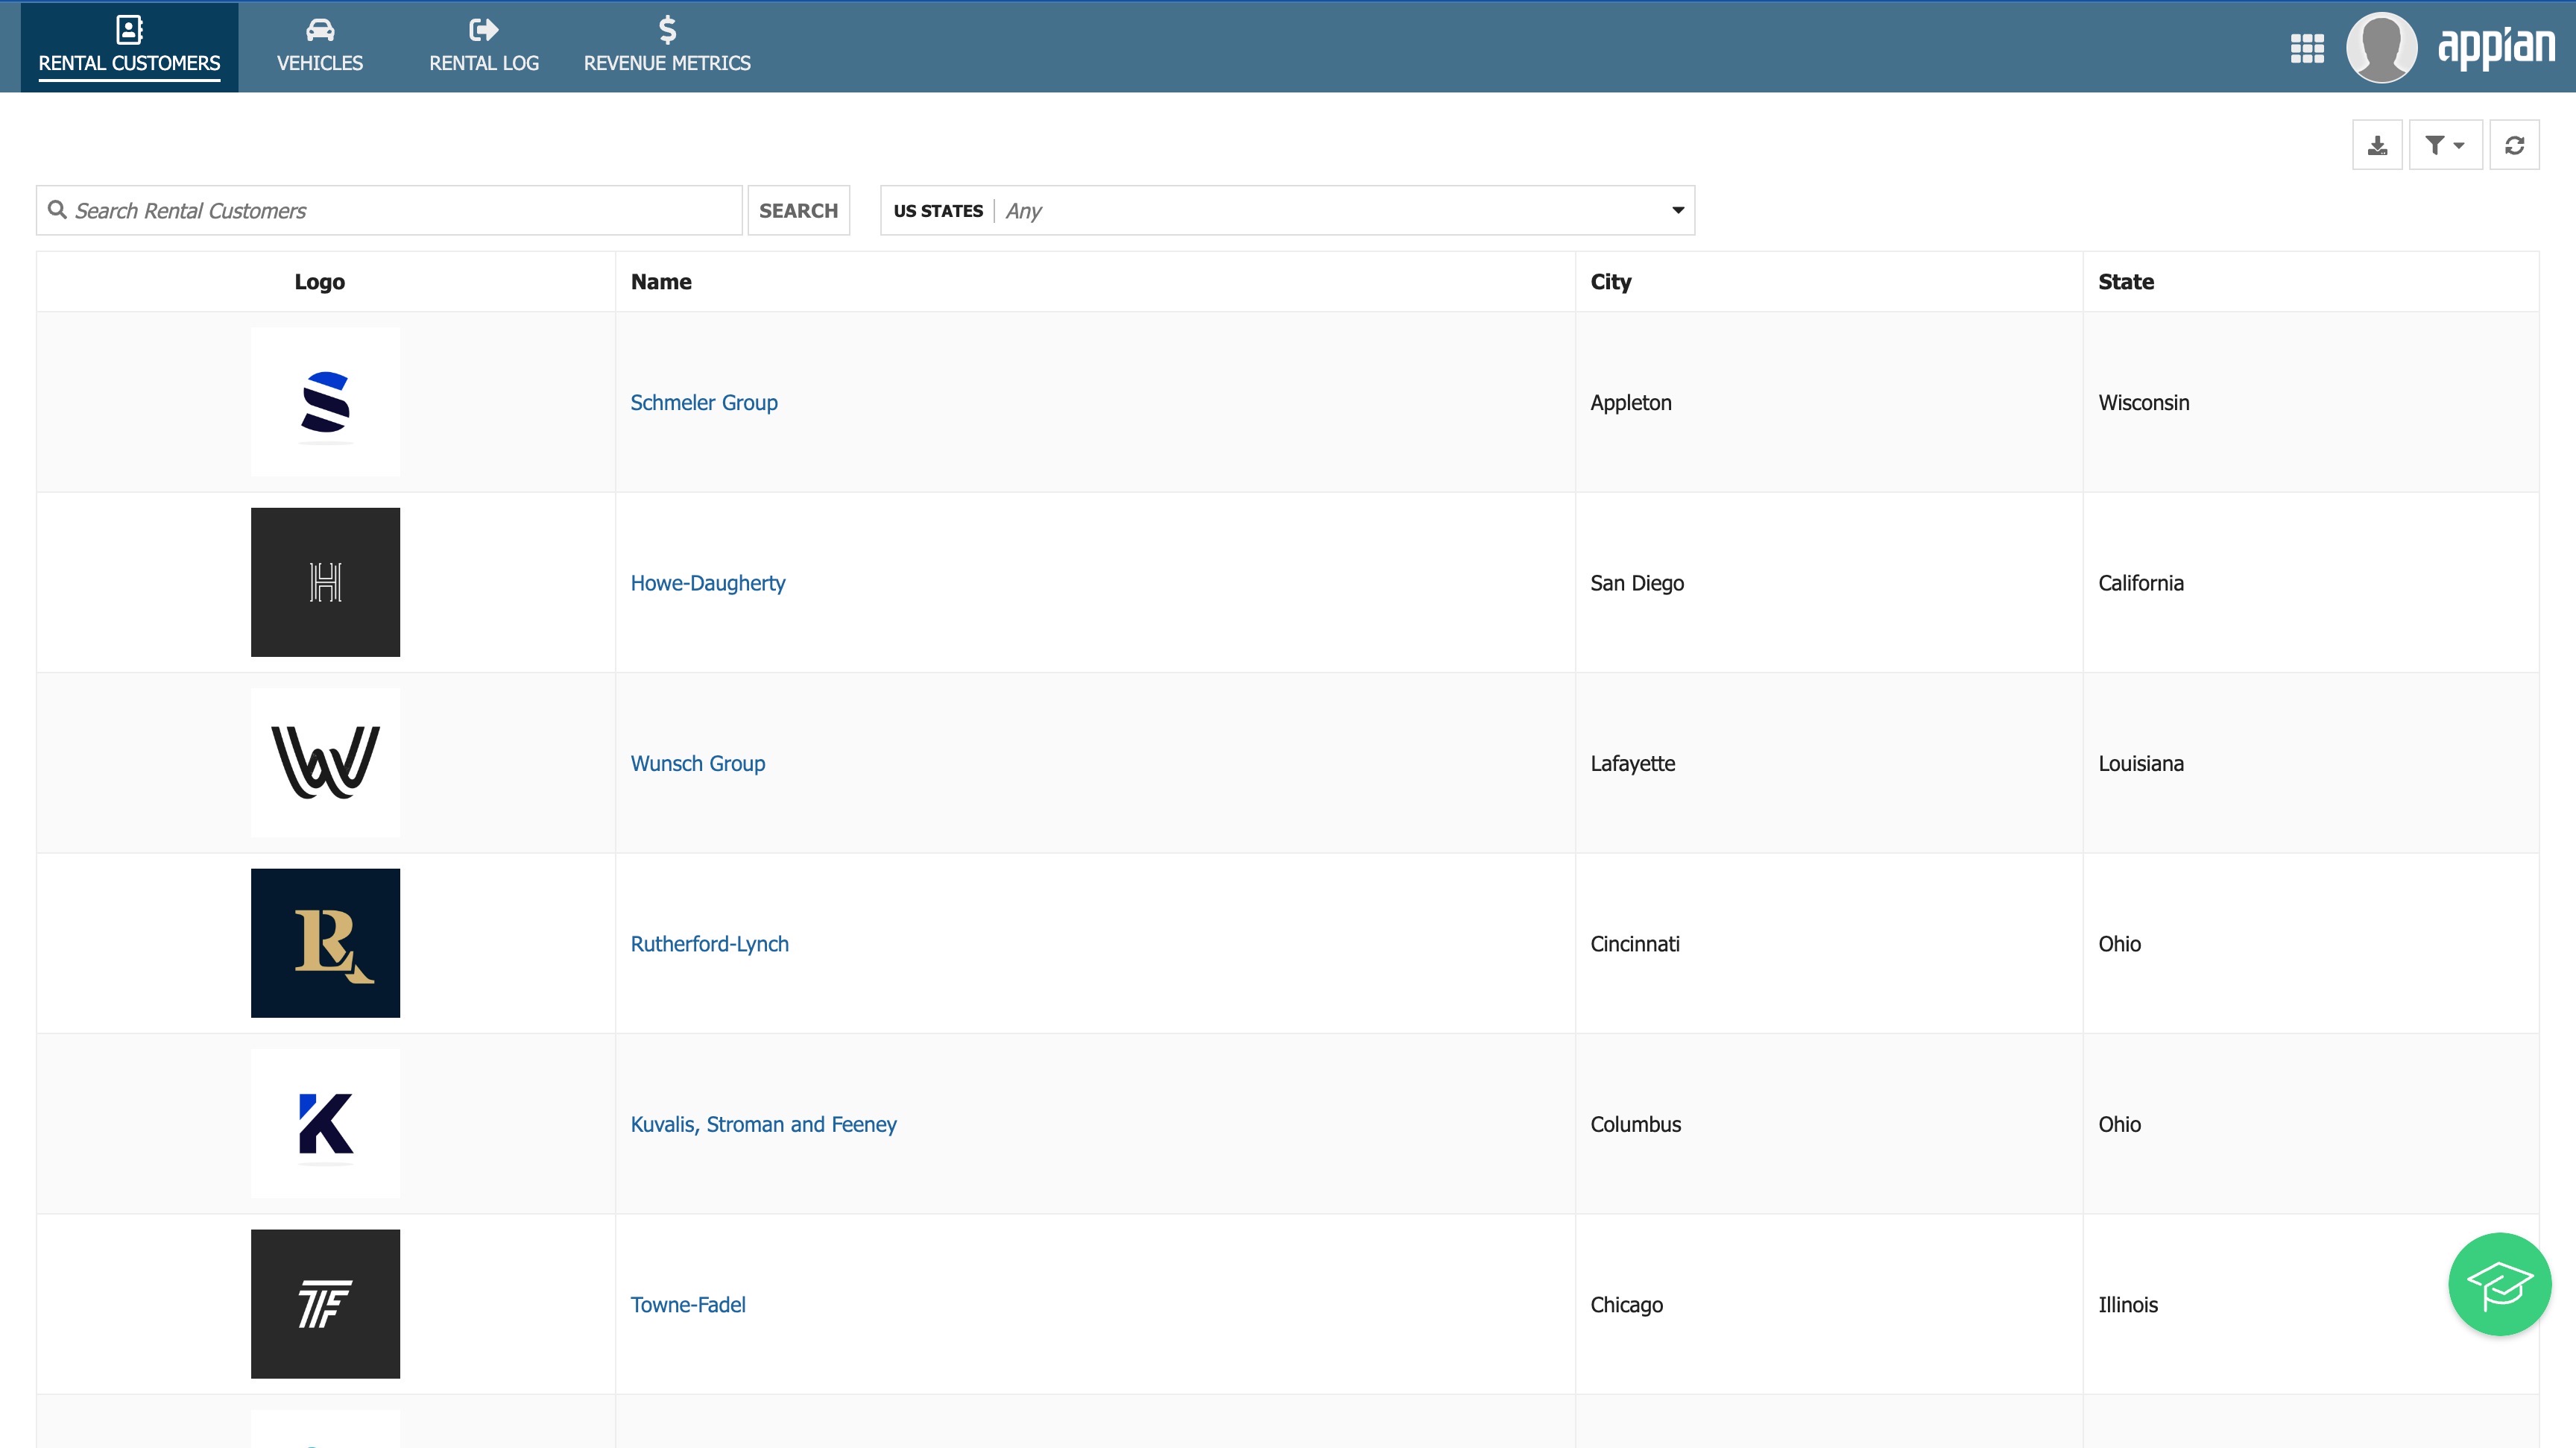 RENTAL CUSTOMERS
VEHICLES
RENTAL LOG
REVENUE METRICS
appian
Search Rental Customers
SEARCH
US STATES | Any
Logo Name City State
S Schmeler Group Appleton Wisconsin
H Howe-Daugherty San Diego California
W Wunsch Group Lafayette Louisiana
RL Rutherford-Lynch Cincinnati Ohio
K Kuvalis, Stroman and Feeney Columbus Ohio
TF Towne-Fadel Chicago Illinois